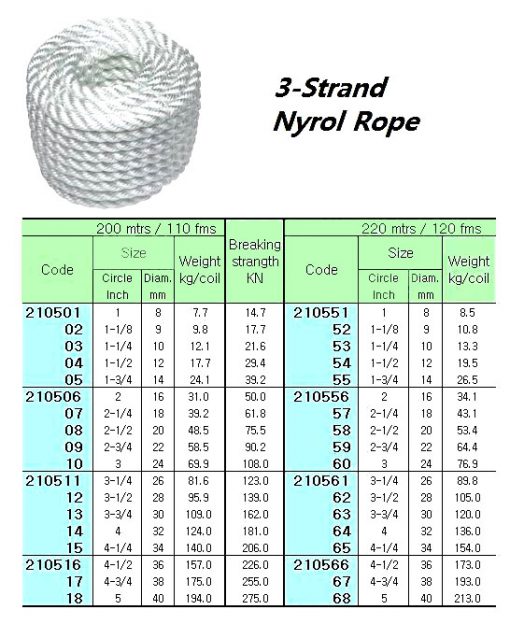 3-Strand
Nyrol Rope
200 mtrs / 110 fms 220 mtrs / 120 fms
Code Size Weight kg/coil Breaking strangth KN Code Size Weight kg/coil
Circle Inch Diam. mm Circle Inch Diam. mm
210501 1 8 7.7 14.7 210551 1 8 8.5
02 1-1/8 9 9.8 17.7 52 1-1/8 9 10.8
03 1-1/4 10 12.1 21.6 53 1-1/4 10 13.3
04 1-1/2 12 17.7 29.4 54 1-1/2 12 19.5
05 1-3/4 14 24.1 39.2 55 1-3/4 14 26.5
210506 2 16 31.0 50.0 210556 2 16 34.1
07 2-1/4 18 39.2 61.8 57 2-1/4 18 43.1
08 2-1/2 20 48.5 75.5 58 2-1/2 20 53.4
09 2-3/4 22 58.5 90.2 59 2-3/4 22 64.4
10 3 24 69.9 108.0 60 3 24 76.9
210511 3-1/4 26 81.6 123.0 210561 3-1/4 26 89.8
12 3-1/2 28 95.9 139.0 62 3-1/2 28 105.0
13 3-3/4 30 109.0 162.0 63 3-3/4 30 120.0
14 4 32 124.0 181.0 64 4 32 136.0
15 4-1/4 34 140.0 206.0 65 4-1/4 34 154.0
210516 4-1/2 36 157.0 226.0 210566 4-1/2 36 173.0
17 4-3/4 38 175.0 255.0 67 4-3/4 38 193.0
18 5 40 194.0 275.0 68 5 40 213.0